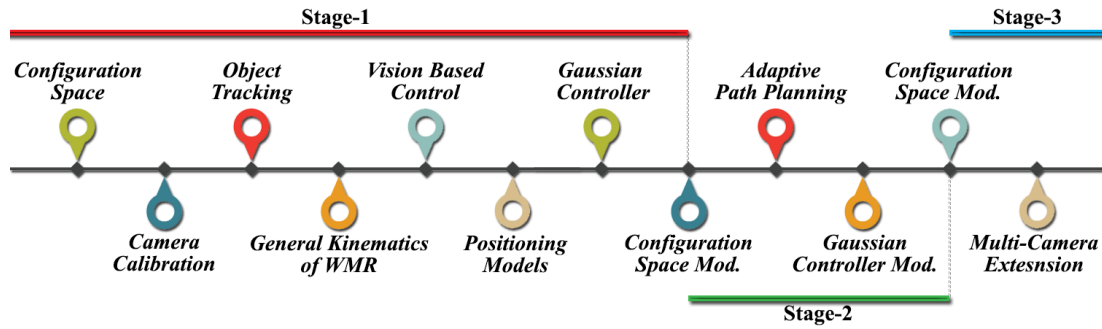 Stage-1
Stage-3
Configuration
Space
Object
Tracking
Vision Based
Control
Gaussian
Controller
Adaptive
Path Planning
Configuration
Space Mod.
Camera
Calibration
General Kinematics
of WMR
Positioning
Models
Configuration
Space Mod.
Gaussian
Controller Mod.
Multi-Camera
Extesnsion
Stage-2